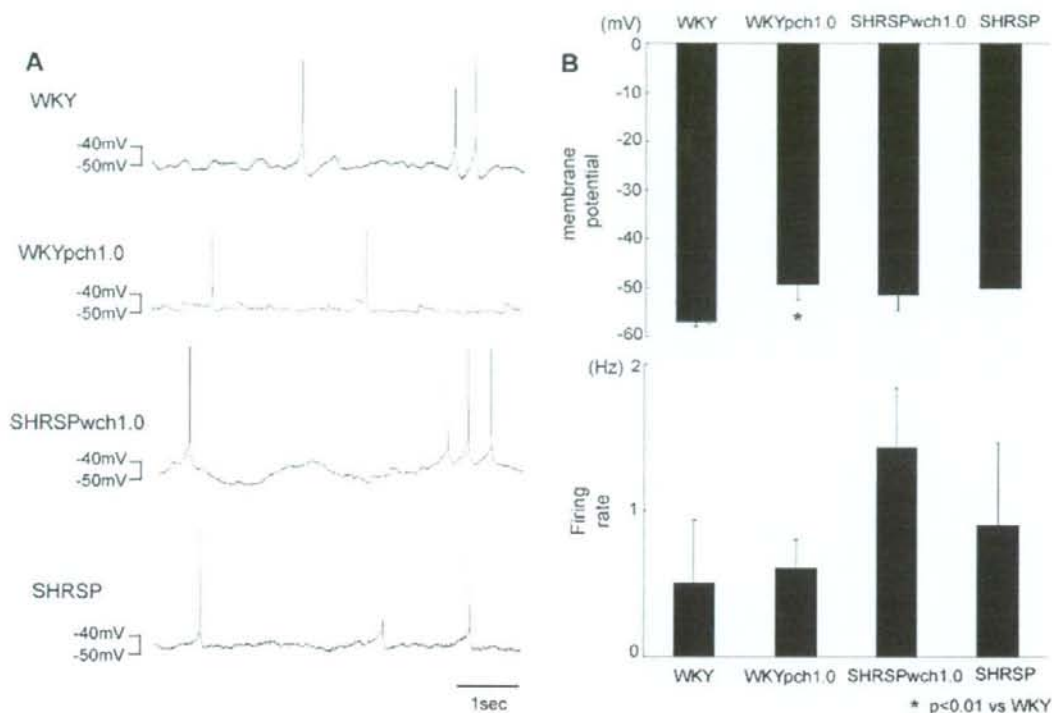 A
WKY
-40mV
-50mV
WKYpch1.0
-40mV
-50mV
SHRSPwch1.0
-40mV
-50mV
SHRSP
-40mV
-50mV
1sec
B
(mV) WKY WKYpch1.0 SHRSPwch1.0 SHRSP
0
-10
-20
-30
-40
-50
-60
membrane
potential
*
(Hz)
2
1
0
Firing
rate
WKY WKYpch1.0 SHRSPwch1.0 SHRSP
* p<0.01 vs WKY